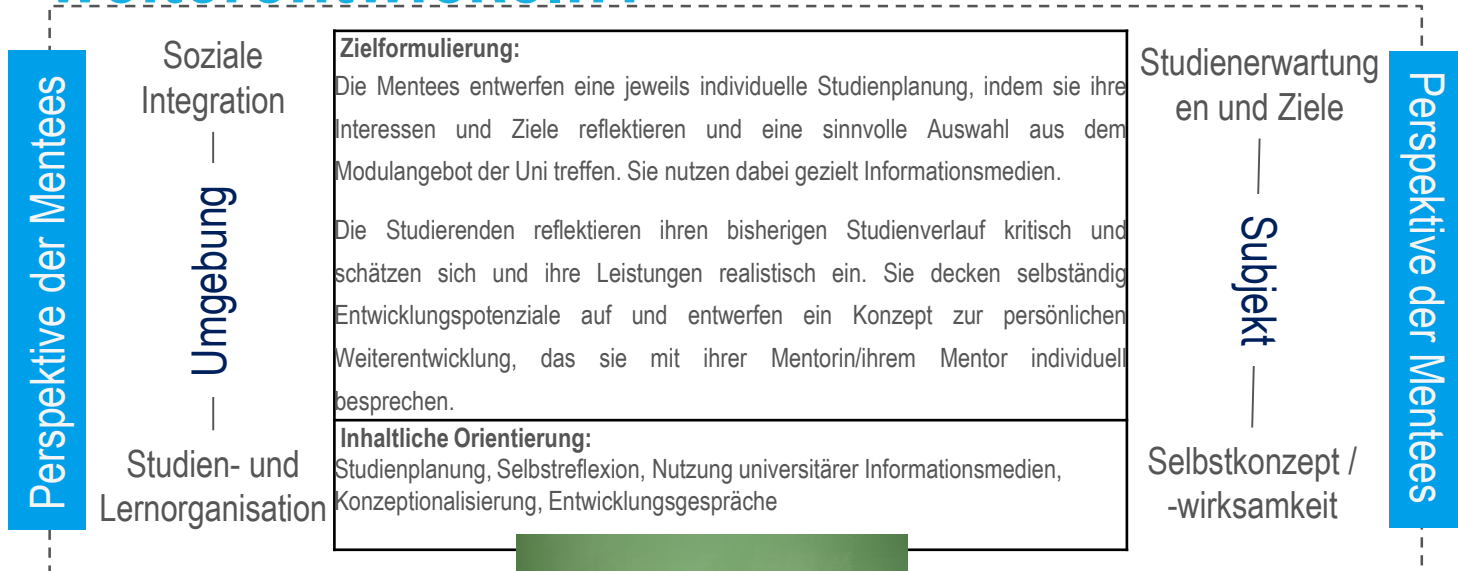 Perspektive der Mentees
Soziale
Integration
Umgebung
Studien- und
Lernorganisation
Zielformulierung:
Die Mentees entwerfen eine jeweils individuelle Studienplanung, indem sie ihre
Interessen und Ziele reflektieren und eine sinnvolle Auswahl aus dem
Modulangebot der Uni treffen. Sie nutzen dabei gezielt Informationsmedien.
Die Studierenden reflektieren ihren bisherigen Studienverlauf kritisch und
schätzen sich und ihre Leistungen realistisch ein. Sie decken selbständig
Entwicklungspotenziale auf und entwerfen ein Konzept zur persönlichen
Weiterentwicklung, das sie mit ihrer Mentorin/ihrem Mentor individuell
besprechen.
Inhaltliche Orientierung:
Studienplanung, Selbstreflexion, Nutzung universitärer Informationsmedien,
Konzeptionalisierung, Entwicklungsgespräche
Studienerwartung
en und Ziele
Subjekt
Selbstkonzept /
-wirksamkeit
Perspektive der Mentees